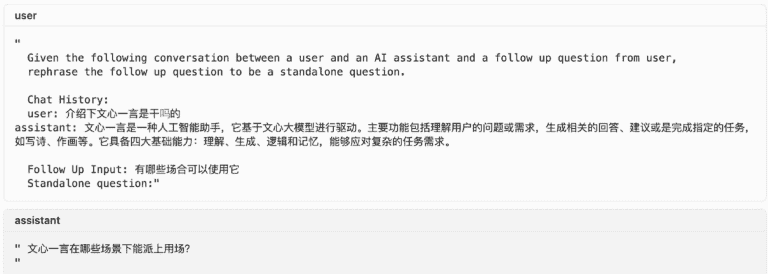 user
"
Given the following conversation between a user and an AI assistant and a follow up question from user,
rephrase the follow up question to be a standalone question.
Chat History:
user: 介绍下文心一言是干吗的
assistant: 文心一言是一种人工智能助手，它基于文心大模型进行驱动。主要功能包括理解用户的问题或需求，生成相关的回答、建议或是完成指定的任务，
如写诗、作画等。它具备四大基础能力：理解、生成、逻辑和记忆，能够应对复杂的任务需求。
Follow Up Input: 有哪些场合可以使用它
Standalone question:"
assistant
" 文心一言在哪些场景下能派上用场?
"